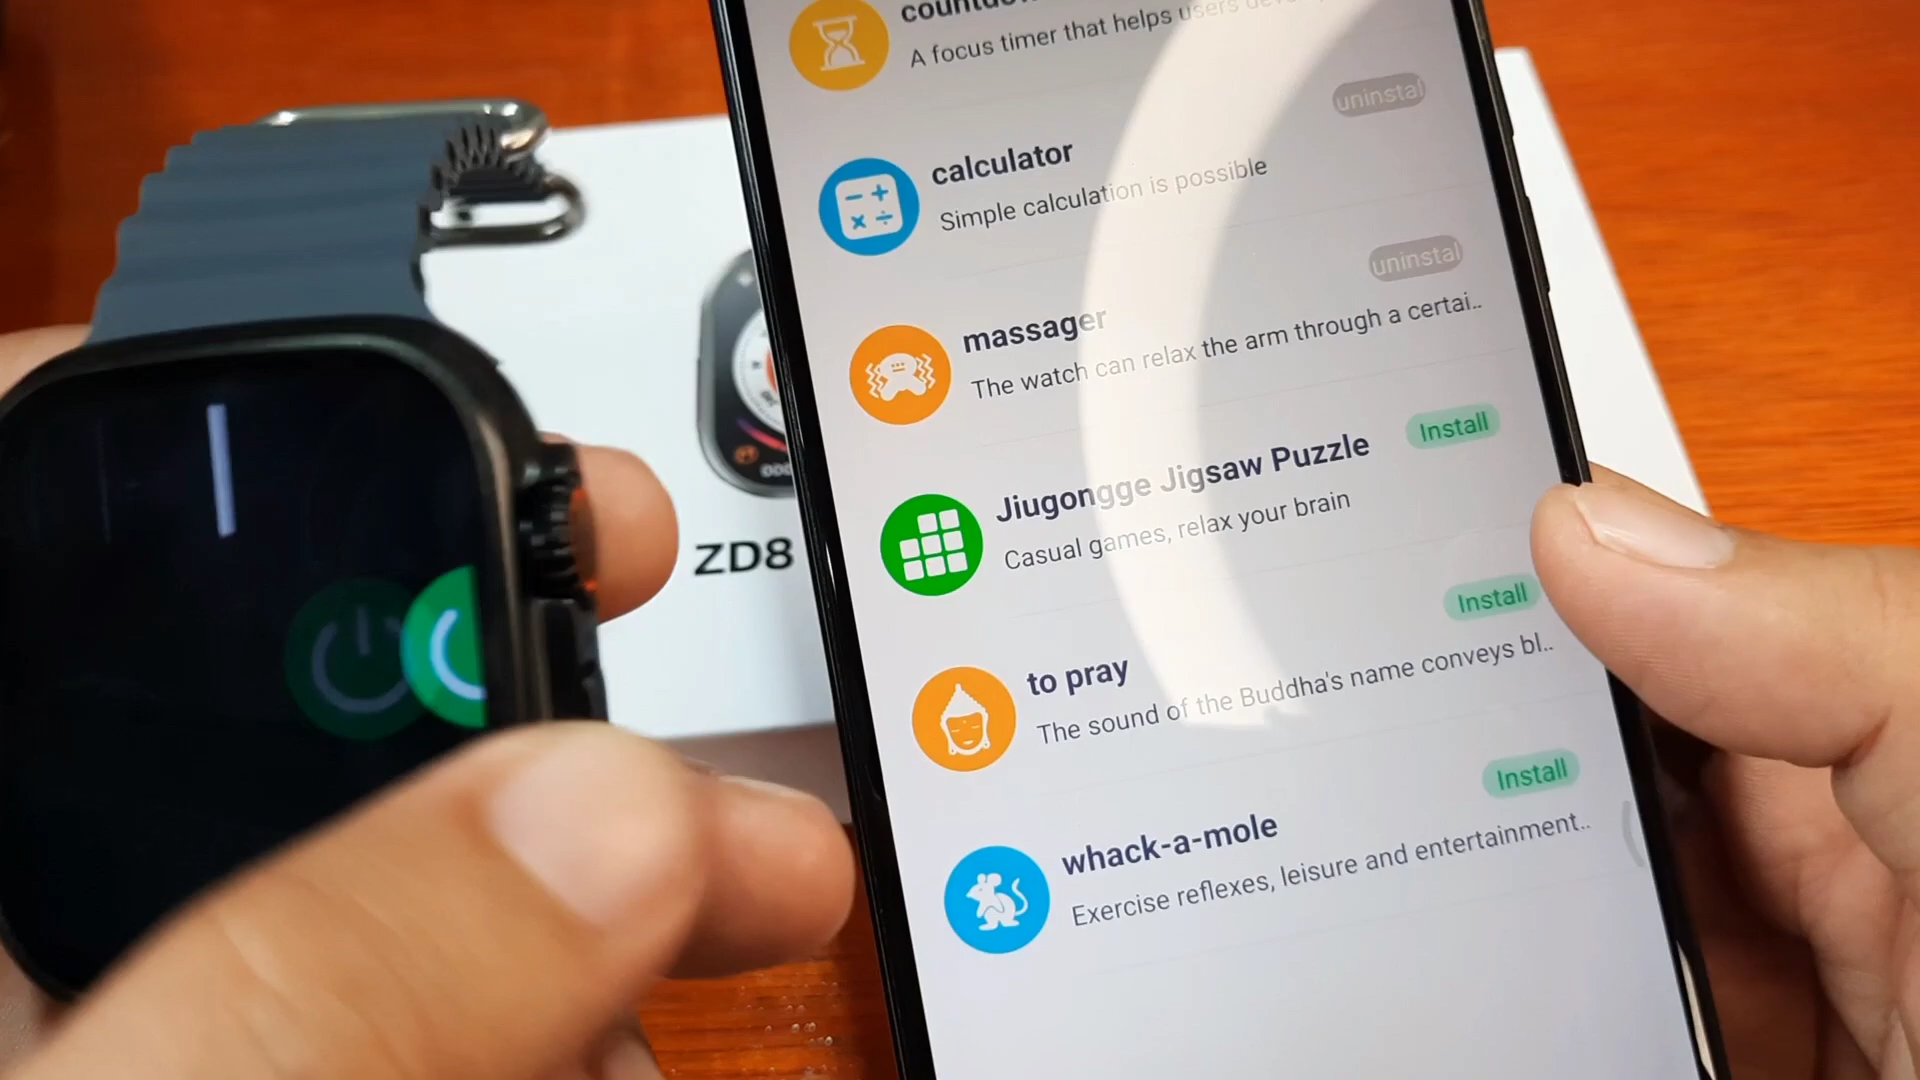 A focus timer that helps users
uninstal
calculator
Simple calculation is possible
uninstal
massager
The watch can relax the arm through a certai..
Install
Jiugongge Jigsaw Puzzle
Casual games, relax your brain
Install
to pray
The sound of the Buddha's name conveys bl..
Install
whack-a-mole
Exercise reflexes, leisure and entertainment..
ZD8